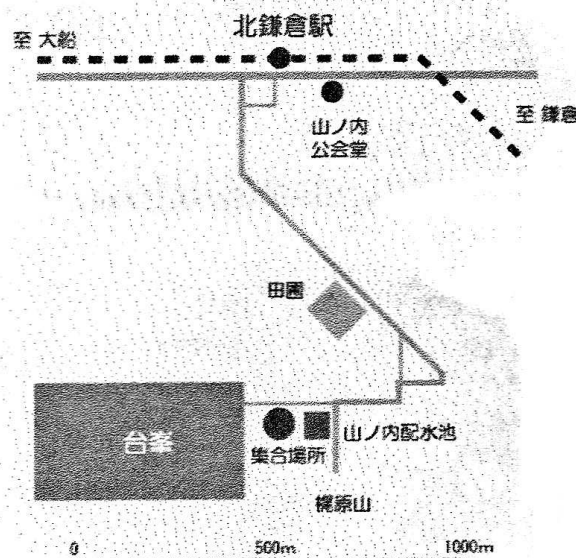 北鎌倉駅
至 大船
至 鎌倉
山ノ内
公会堂
田圃
台峯
集合場所
山ノ内配水池
梶原山
0 500m 1000m